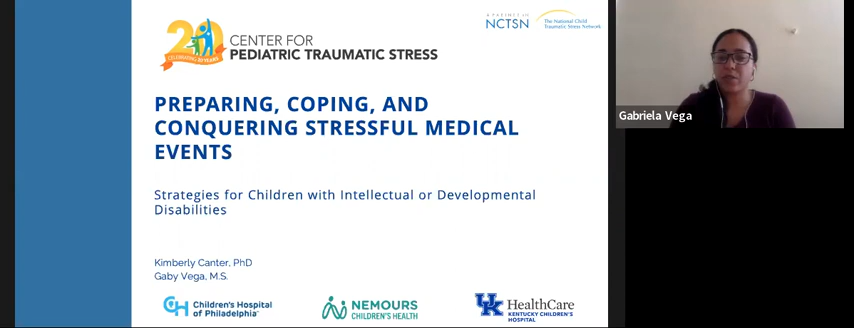 20
CELEBRATING 20 YEARS
CENTER FOR
PEDIATRIC TRAUMATIC STRESS
A PARTNER IN
NCTSN
The National Child
Traumatic Stress Network
PREPARING, COPING, AND
CONQUERING STRESSFUL MEDICAL
EVENTS
Strategies for Children with Intellectual or Developmental
Disabilities
Kimberly Canter, PhD
Gaby Vega, M.S.
CH
Children's Hospital
of Philadelphia
NEMOURS
CHILDREN'S HEALTH
UK
HealthCare
KENTUCKY CHILDREN'S
HOSPITAL
Gabriela Vega